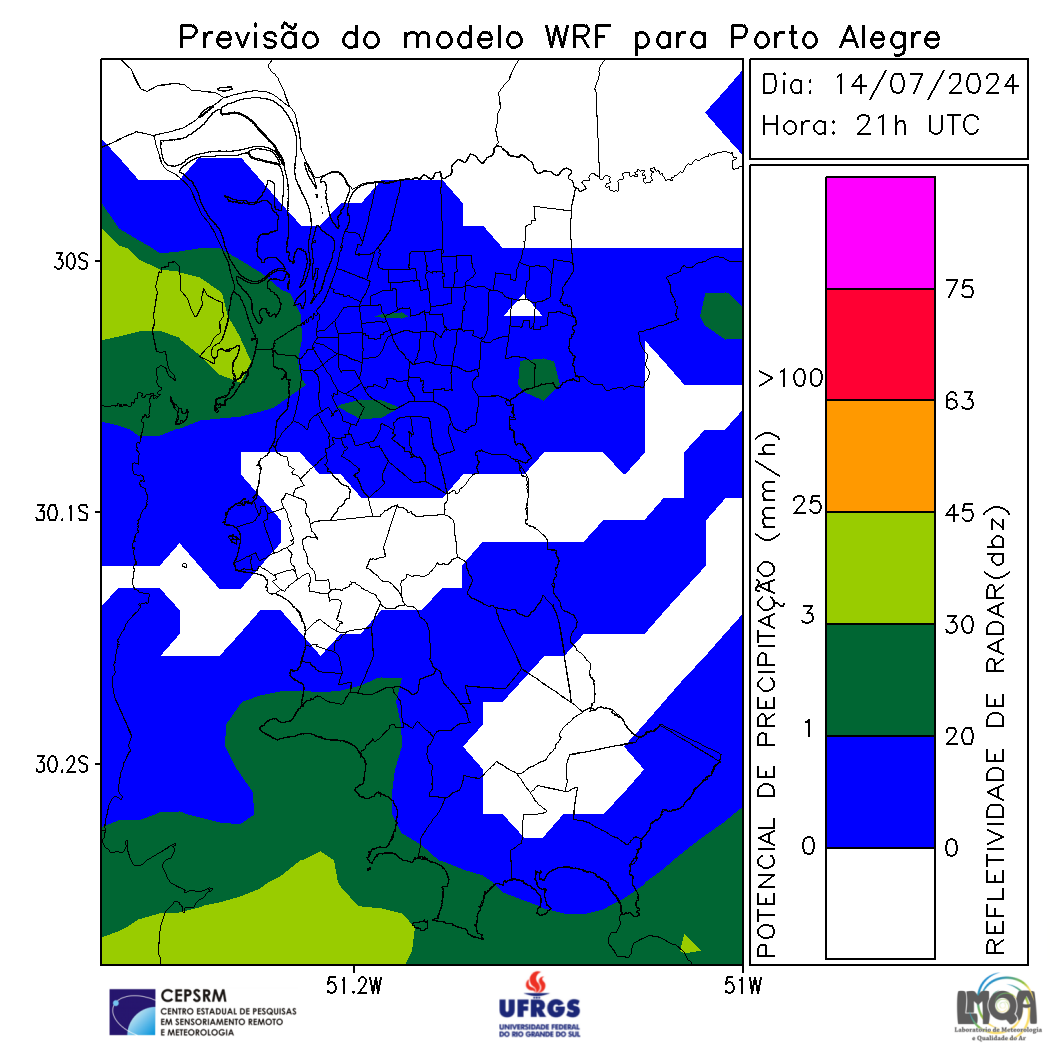 Previsão do modelo WRF para Porto Alegre
Dia: 14/07/2024
Hora: 21h UTC
30S
30.1S
30.2S
51.2W
51W
POTENCIAL DE PRECIPITAÇÃO (mm/h)
>100
25
3
1
0
75
63
45
30
20
0
REFLETIVIDADE DE RADAR(dbz)
CEPSRM
CENTRO ESTADUAL DE PESQUISAS
EM SENSORIAMENTO REMOTO
E METEOROLOGIA
UFRGS
UNIVERSIDADE FEDERAL
DO RIO GRANDE DO SUL
LMQA
Laboratório de Meteorologia
e Qualidade do Ar